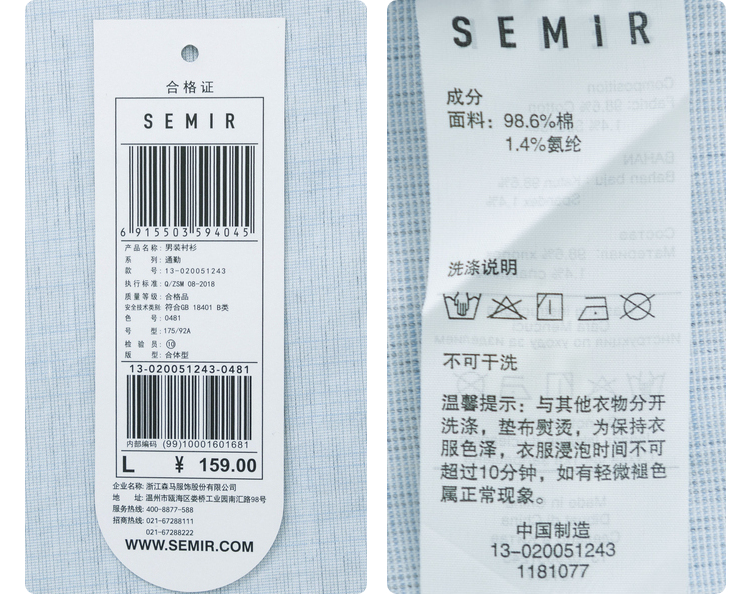 合格证
SEMIR
6 915503 594045
产品名称: 男装衬衫
系 列: 通勤
款 号: 13-020051243
执行标准: Q/ZSM 08-2018
质量等级: 合格品
安全技术类别: 符合GB 18401 B类
色 号: 0481
号 型: 175/92A
检 验 员: ⑩
版 型: 合体型
13-020051243-0481
内部编码 (99)10001601681
L ¥ 159.00
企业名称: 浙江森马服饰股份有限公司
地 址: 温州市瓯海区娄桥工业园南汇路98号
服务热线: 400-8877-588
招商热线: 021-67288111
021-67288222
WWW.SEMIR.COM
SEMIR
成分
面料: 98.6%棉
1.4%氨纶
洗涤说明
不可干洗
温馨提示: 与其他衣物分开
洗涤, 垫布熨烫, 为保持衣
服色泽, 衣服浸泡时间不可
超过10分钟, 如有轻微褪色
属正常现象。
中国制造
13-020051243
1181077